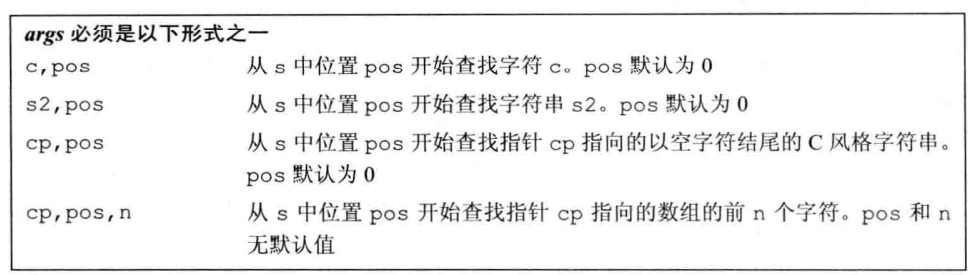 args 必须是以下形式之一
c,pos 从 s 中位置 pos 开始查找字符 c。pos 默认为 0
s2,pos 从 s 中位置 pos 开始查找字符串 s2。pos 默认为 0
cp,pos 从 s 中位置 pos 开始查找指针 cp 指向的以空字符结尾的 C 风格字符串。
pos 默认为 0
cp,pos,n 从 s 中位置 pos 开始查找指针 cp 指向的数组的前 n 个字符。pos 和 n
无默认值